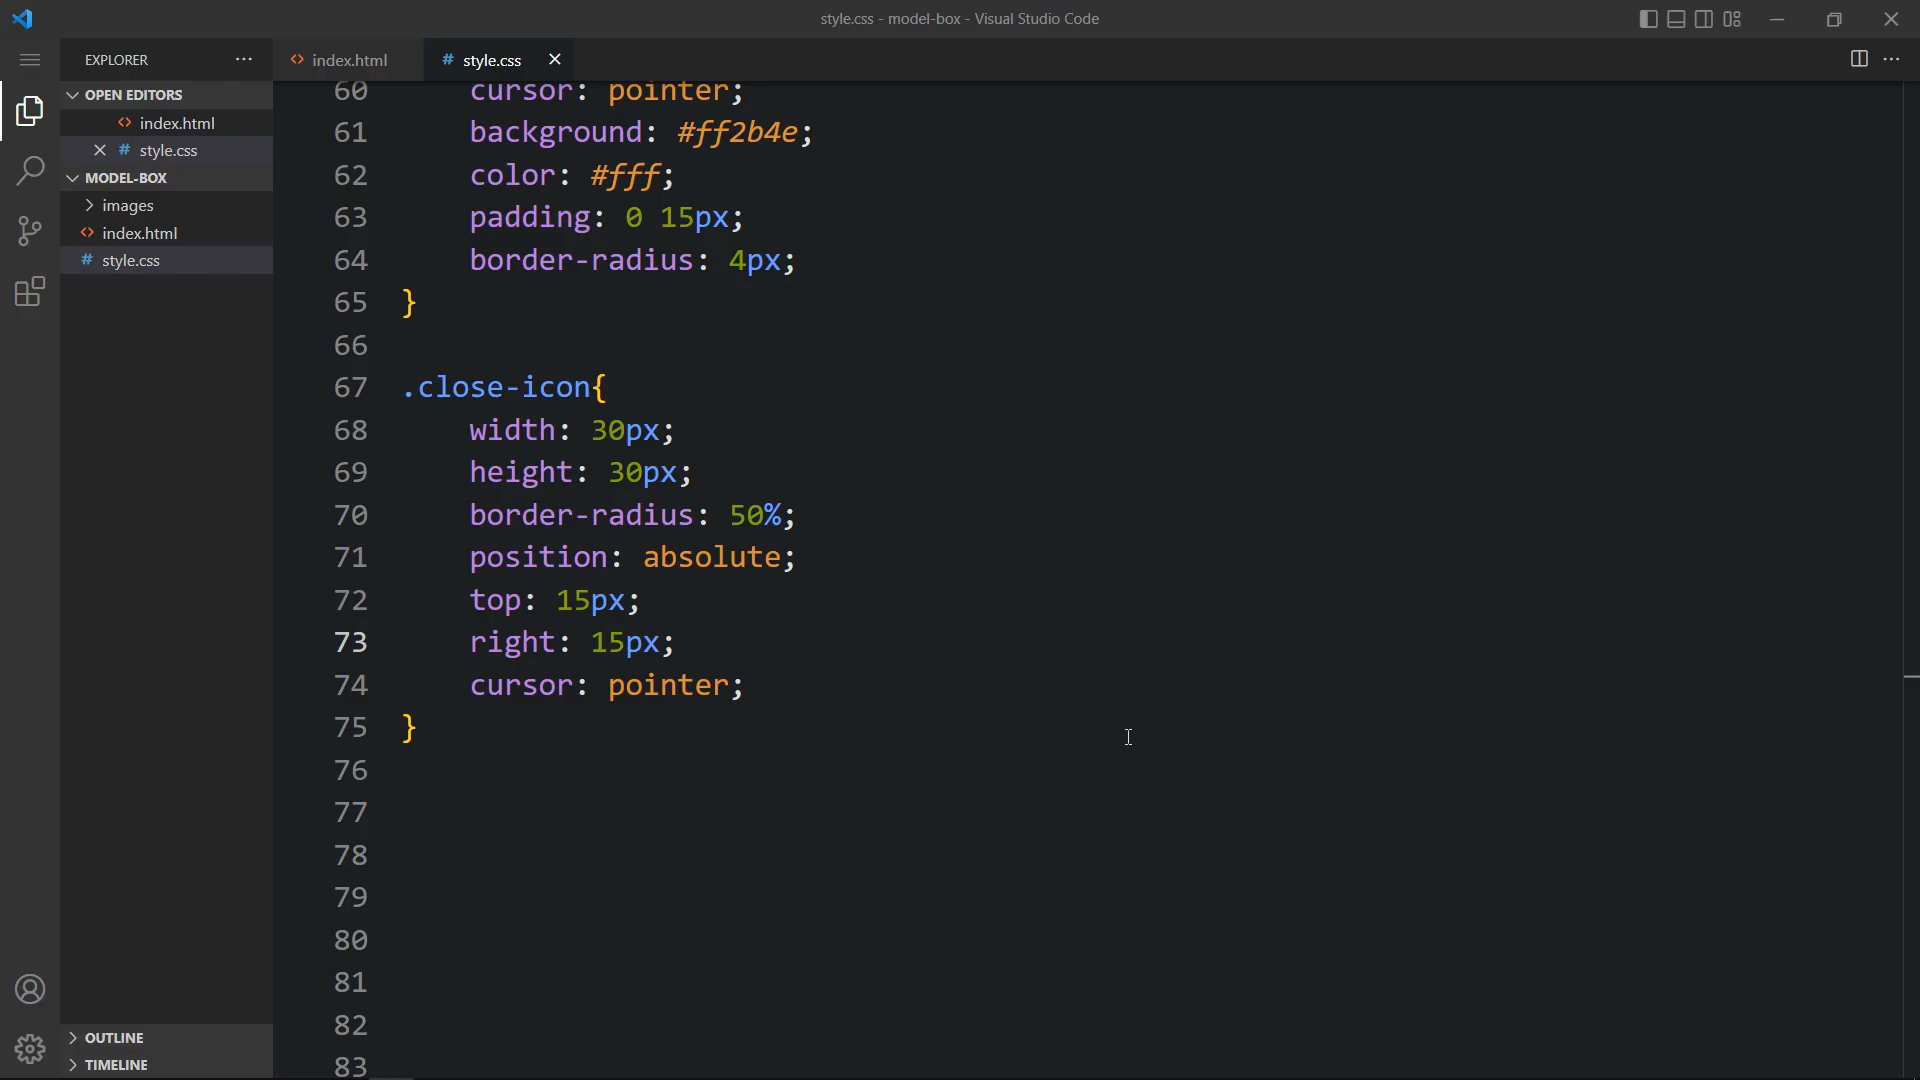 style.css - model-box - Visual Studio Code
EXPLORER
index.html
# style.css
OPEN EDITORS
index.html
# style.css
MODEL-BOX
images
index.html
# style.css
60 cursor: pointer;
61 background: #ff2b4e;
62 color: #fff;
63 padding: 0 15px;
64 border-radius: 4px;
65 }
66
67 .close-icon{
68 width: 30px;
69 height: 30px;
70 border-radius: 50%;
71 position: absolute;
72 top: 15px;
73 right: 15px;
74 cursor: pointer;
75 }
76
77
78
79
80
81
82
83
OUTLINE
TIMELINE